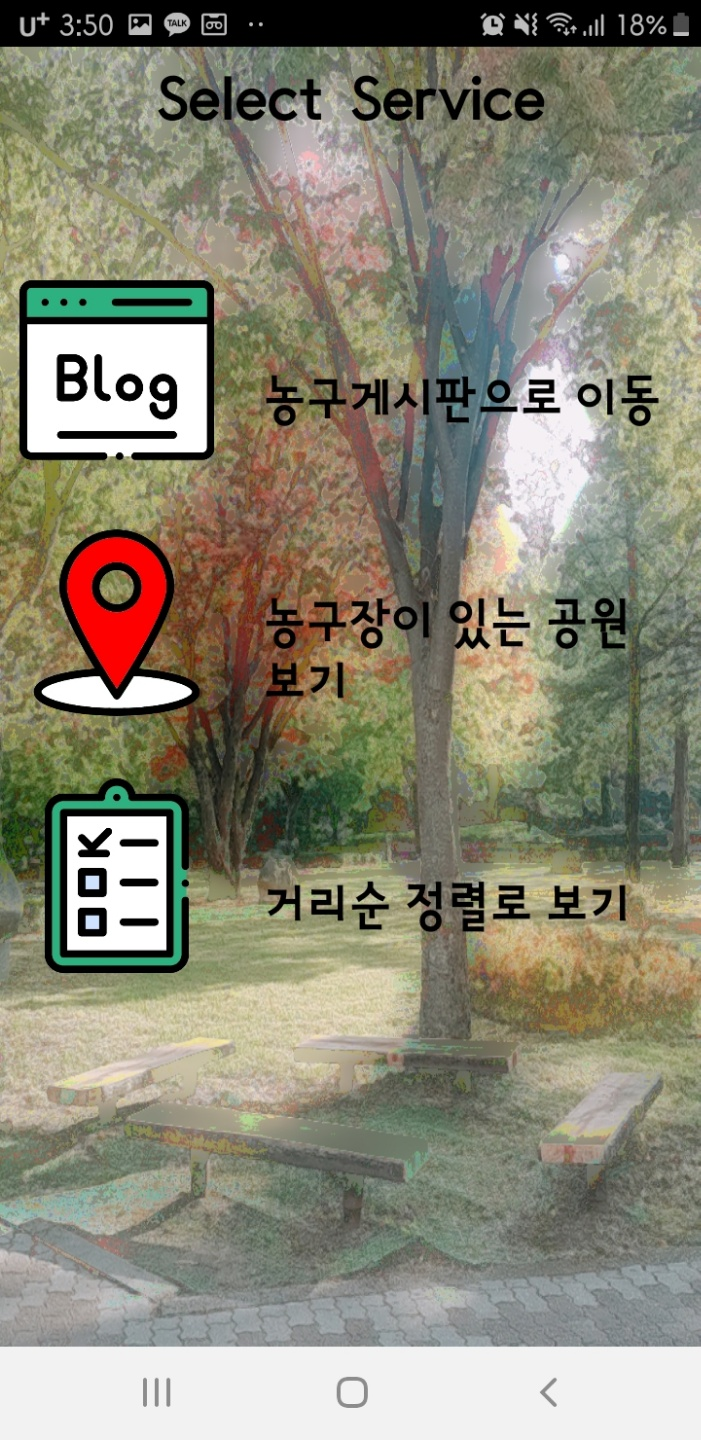 U+ 3:50 TALK 18%
Select Service
Blog
농구게시판으로 이동
농구장이 있는 공원
보기
거리순 정렬로 보기